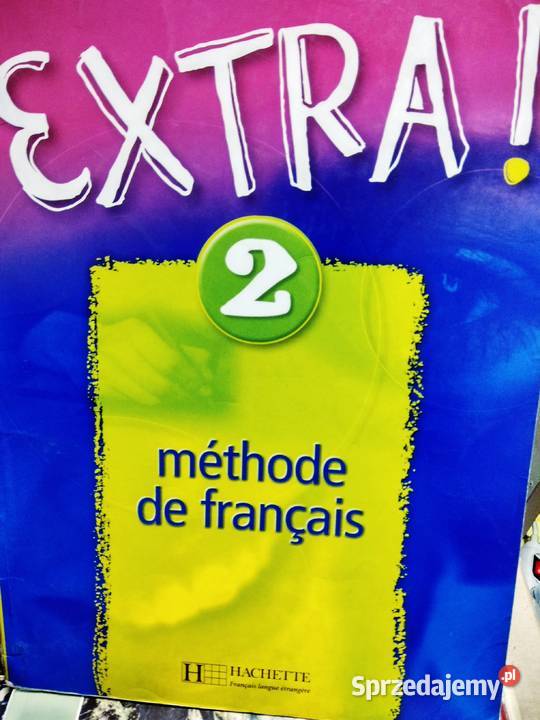 EXTRA!
2
méthode
de français
H HACHETTE
Français langue étrangère
Sprzedajemy.pl